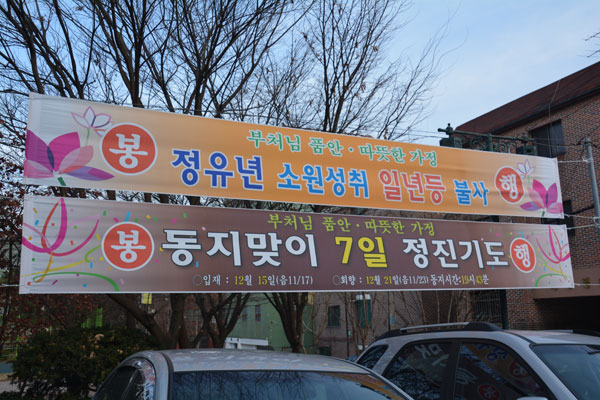 부처님 품안·따뜻한 가정
봉 정유년 소원성취 일년등 불사 행
부처님 품안·따뜻한 가정
봉 동지맞이 7일 정진기도 행
○입재 : 12월 15일(음11/17) ○회향 : 12월 21일(음11/23) 동지시간:19시43분